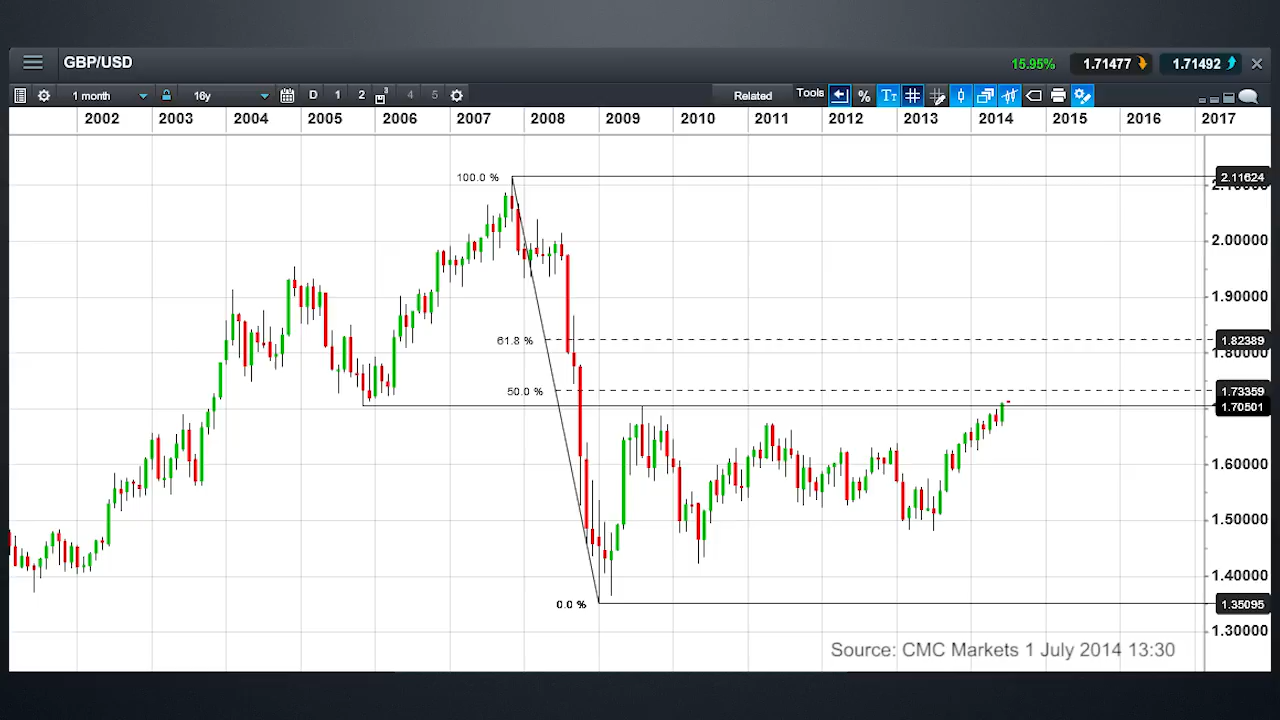 GBP/USD
15.95%
1.71477
1.71492
1 month
16y
D
1
2
3
4
5
Related
Tools
%
Tт
2002 2003 2004 2005 2006 2007 2008 2009 2010 2011 2012 2013 2014 2015 2016 2017
100.0 %
2.11624
2.00000
1.90000
61.8 %
1.82389
1.80000
50.0 %
1.73359
1.70501
1.60000
1.50000
1.40000
0.0 %
1.35095
1.30000
Source: CMC Markets 1 July 2014 13:30